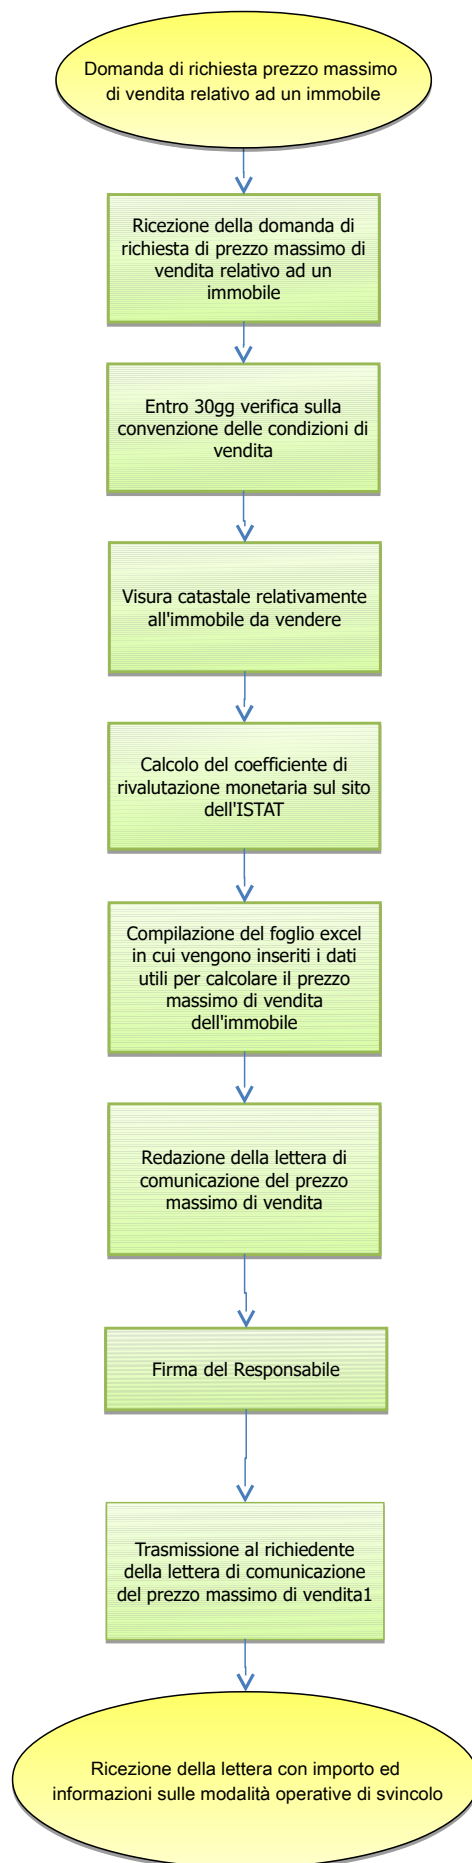 Domanda di richiesta prezzo massimo
di vendita relativo ad un immobile
Ricezione della domanda di
richiesta di prezzo massimo di
vendita relativo ad un
immobile
Entro 30gg verifica sulla
convenzione delle condizioni di
vendita
Visura catastale relativamente
all'immobile da vendere
Calcolo del coefficiente di
rivalutazione monetaria sul sito
dell'ISTAT
Compilazione del foglio excel
in cui vengono inseriti i dati
utili per calcolare il prezzo
massimo di vendita
dell'immobile
Redazione della lettera di
comunicazione del prezzo
massimo di vendita
Firma del Responsabile
Trasmissione al richiedente
della lettera di comunicazione
del prezzo massimo di vendita1
Ricezione della lettera con importo ed
informazioni sulle modalità operative di svincolo